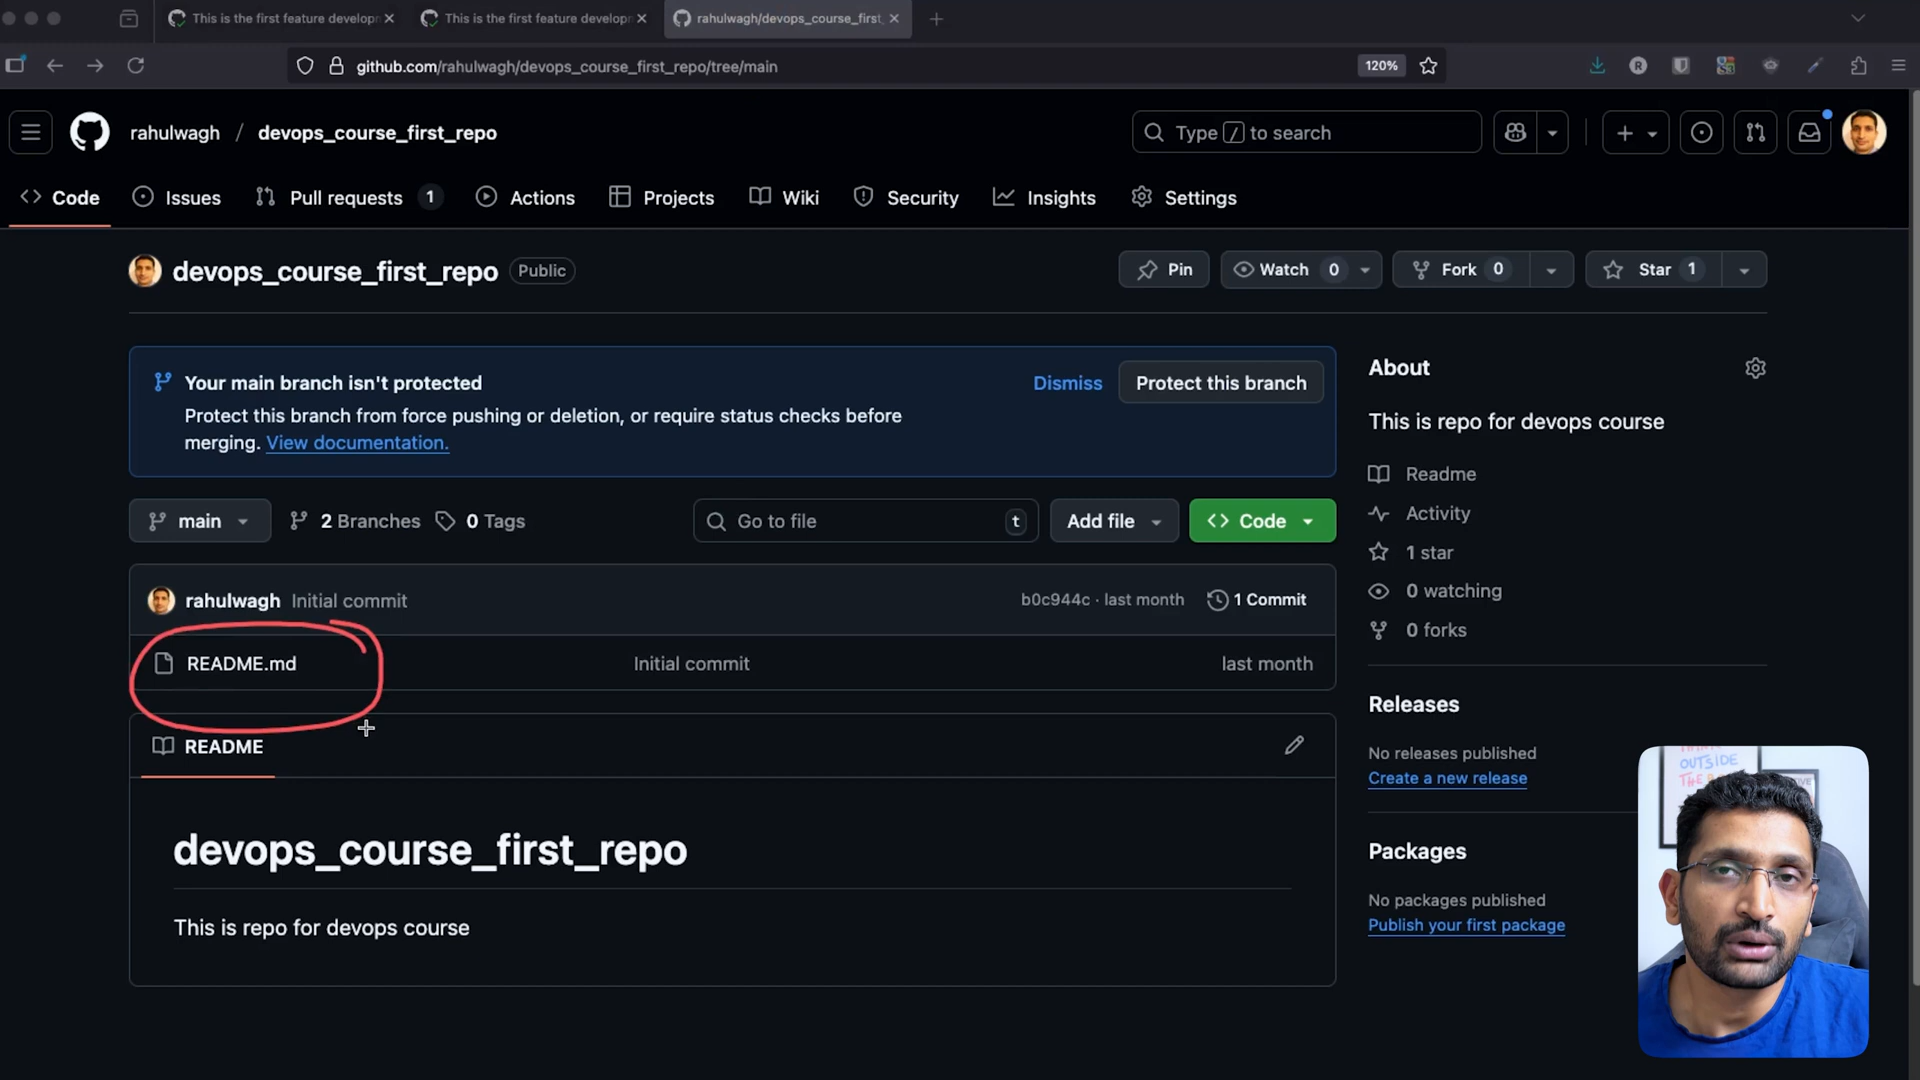 This is the first feature developm
This is the first feature developm
rahulwagh/devops_course_first_
github.com/rahulwagh/devops_course_first_repo/tree/main
120%
rahulwagh / devops_course_first_repo
Type / to search
Code
Issues
Pull requests 1
Actions
Projects
Wiki
Security
Insights
Settings
devops_course_first_repo Public
Pin
Watch 0
Fork 0
Star 1
Your main branch isn't protected
Protect this branch from force pushing or deletion, or require status checks before
merging. View documentation.
Dismiss
Protect this branch
main
2 Branches
0 Tags
Go to file t
Add file
Code
rahulwagh Initial commit
b0c944c · last month
1 Commit
README.md
Initial commit
last month
README
devops_course_first_repo
This is repo for devops course
About
This is repo for devops course
Readme
Activity
1 star
0 watching
0 forks
Releases
No releases published
Create a new release
Packages
No packages published
Publish your first package
OUTSIDE
THE